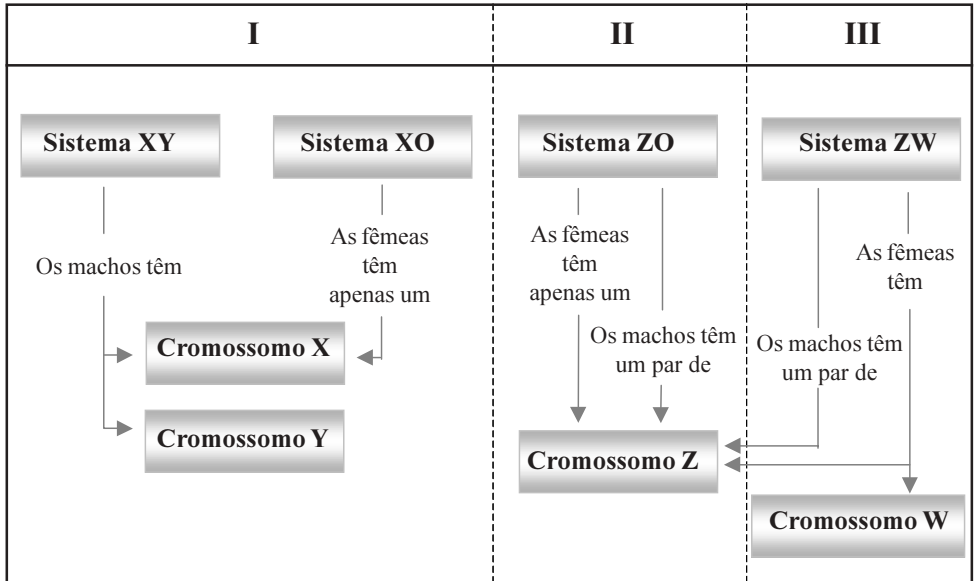 I
II
III
Sistema XY
Sistema XO
Sistema ZO
Sistema ZW
Os machos têm
As fêmeas
têm
apenas um
Cromossomo X
Cromossomo Y
As fêmeas
têm
apenas um
Os machos têm
um par de
Cromossomo Z
As fêmeas
têm
Os machos têm
um par de
Cromossomo W